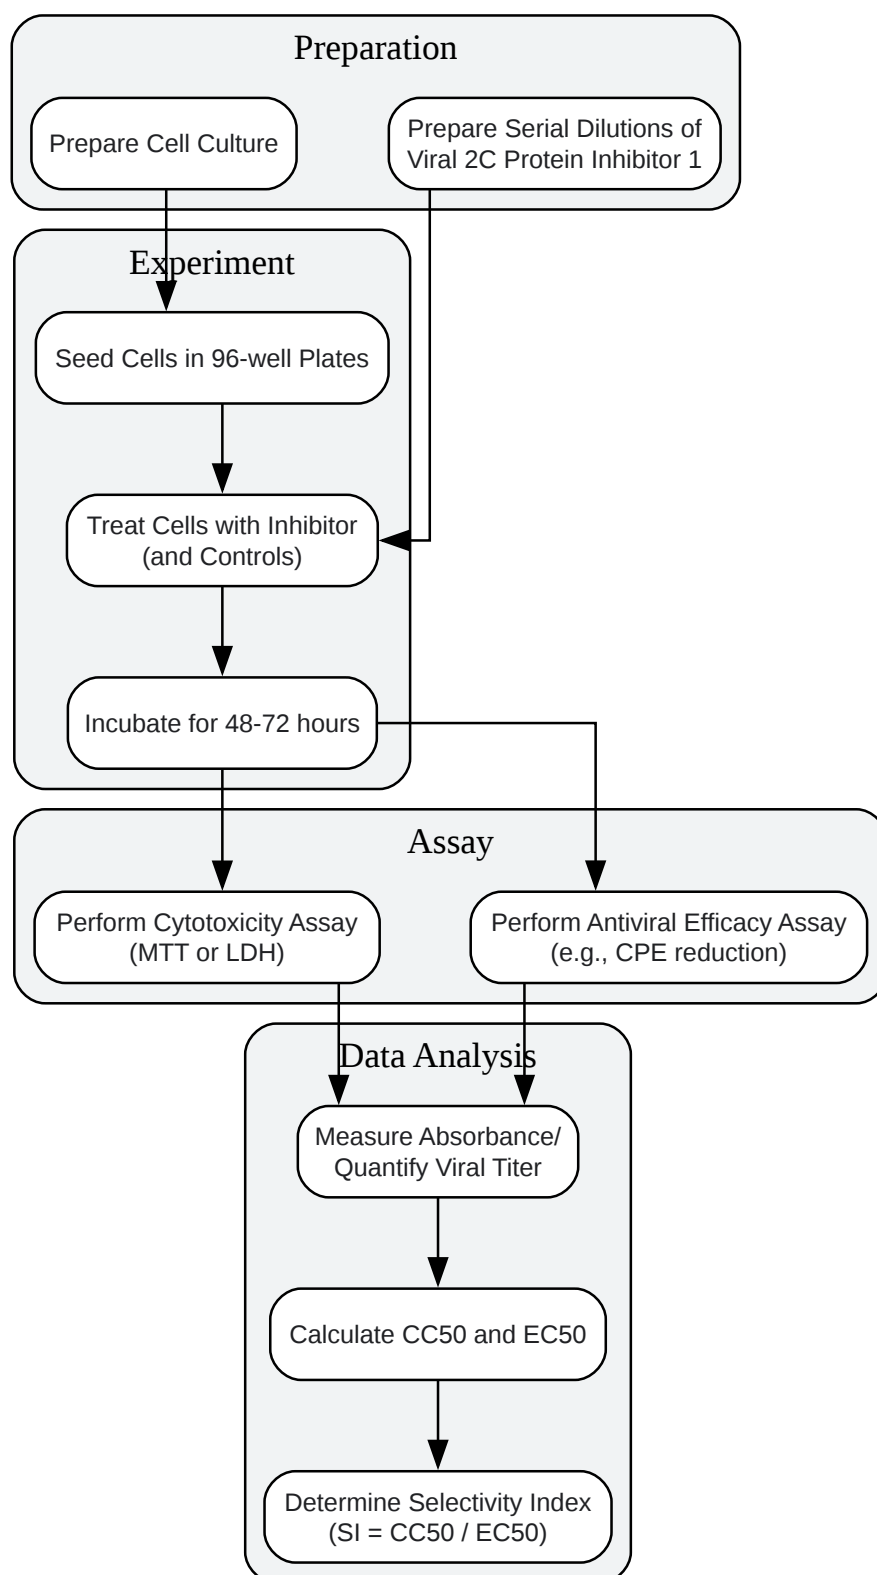 Preparation
Prepare Cell Culture
Prepare Serial Dilutions of
Viral 2C Protein Inhibitor 1
Experiment
Seed Cells in 96-well Plates
Treat Cells with Inhibitor
(and Controls)
Incubate for 48-72 hours
Assay
Perform Cytotoxicity Assay
(MTT or LDH)
Perform Antiviral Efficacy Assay
(e.g., CPE reduction)
Data Analysis
Measure Absorbance/
Quantify Viral Titer
Calculate CC50 and EC50
Determine Selectivity Index
(SI = CC50 / EC50)